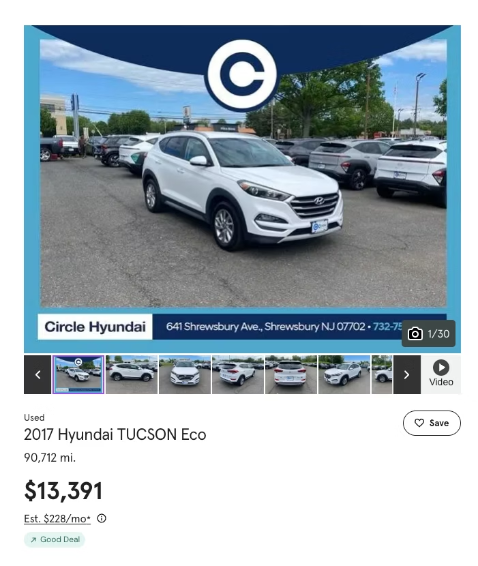 C
Circle Hyundai
641 Shrewsbury Ave., Shrewsbury NJ 07702 • 732-75
1/30
Video
Used
2017 Hyundai TUCSON Eco
Save
90,712 mi.
$13,391
Est. $228/mo*
Good Deal